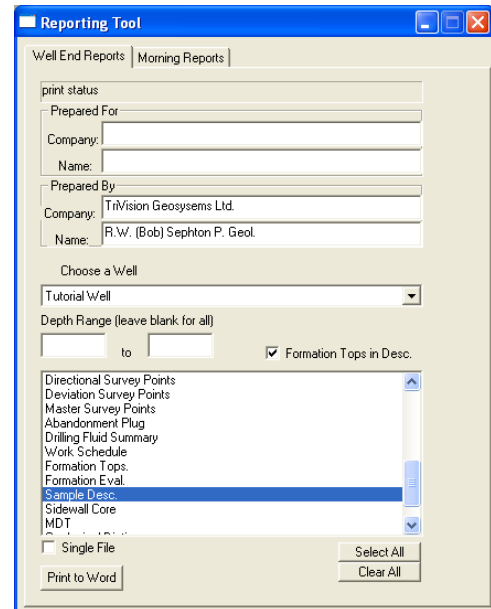 Reporting Tool
Well End Reports Morning Reports
print status
Prepared For
Company:
Name:
Prepared By
Company: TriVision Geosysems Ltd.
Name: R.W. (Bob) Sephton P. Geol.
Choose a Well
Tutorial Well
Depth Range (leave blank for all)
to Formation Tops in Desc.
Directional Survey Points
Deviation Survey Points
Master Survey Points
Abandonment Plug
Drilling Fluid Summary
Work Schedule
Formation Tops.
Formation Eval.
Sample Desc.
Sidewall Core
MDT
Single File Select All
Print to Word Clear All